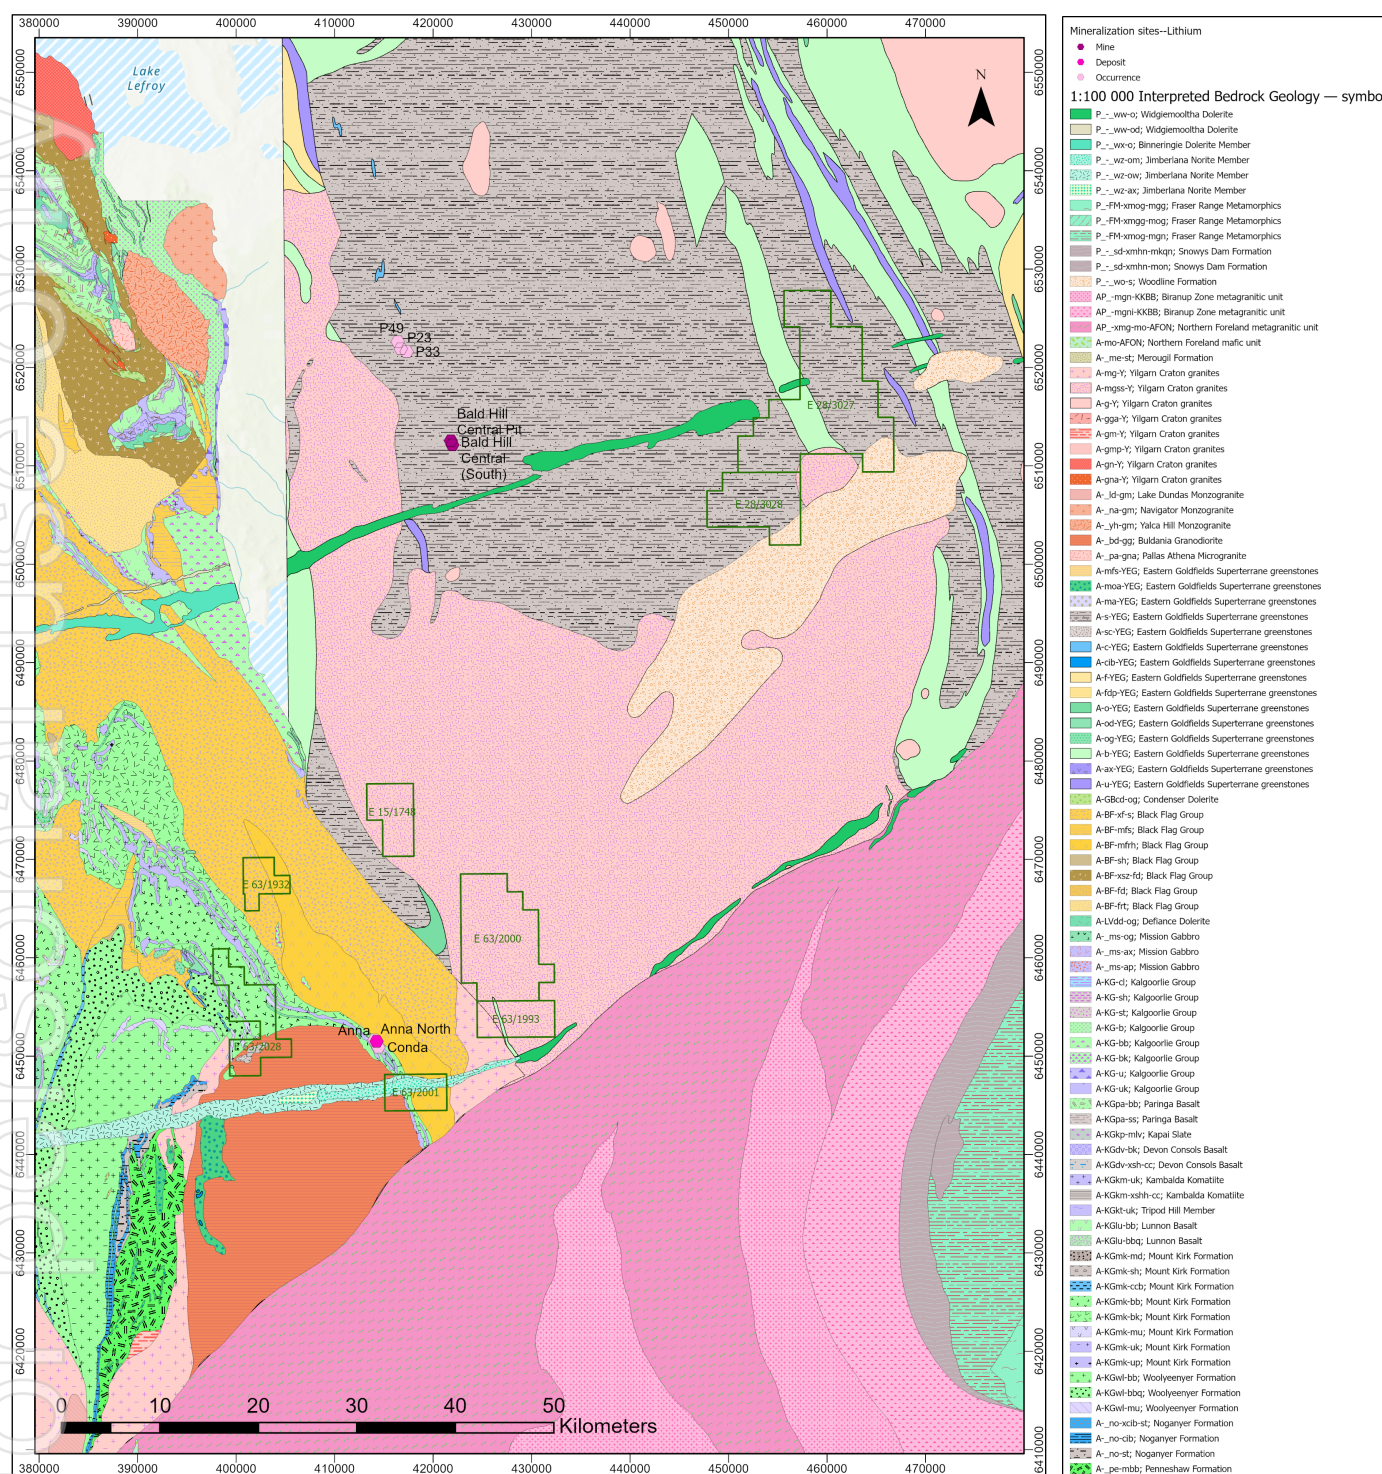 380000 390000 400000 410000 420000 430000 440000 450000 460000 470000
6550000
6540000
6530000
6520000
6510000
6500000
6490000
6480000
6470000
6460000
6450000
6440000
6430000
6420000
Lake
Lefroy
N
P49
P23
P33
Bald Hill
Central Pit
Bald Hill
Central
(South)
E 28/3027
E 28/3028
E 15/1748
E 63/1932
E 63/2000
E 63/1993
Anna
Anna North
Conda
E 63/2028
E 63/2001
0 10 20 30 40 50
Kilometers
6550000
6540000
6530000
6520000
6510000
6500000
6490000
6480000
6470000
6460000
6450000
6440000
6430000
6420000
6410000
380000 390000 400000 410000 420000 430000 440000 450000 460000 470000
Mineralization sites--Lithium
Mine
Deposit
Occurrence
1:100 000 Interpreted Bedrock Geology — symbo
P_-_ww-o; Widgiemooltha Dolerite
P_-_ww-od; Widgiemooltha Dolerite
P_-_wx-o; Binneringie Dolerite Member
P_-_wz-om; Jimberlana Norite Member
P_-_wz-ow; Jimberlana Norite Member
P_-_wz-ax; Jimberlana Norite Member
P_-FM-xmog-mgg; Fraser Range Metamorphics
P_-FM-xmgg-mog; Fraser Range Metamorphics
P_-FM-xmog-mgn; Fraser Range Metamorphics
P_-_sd-xmhn-mkqn; Snowys Dam Formation
P_-_sd-xmhn-mon; Snowys Dam Formation
P_-_wo-s; Woodline Formation
AP_-mgn-KKBB; Biranup Zone metagranitic unit
AP_-mgni-KKBB; Biranup Zone metagranitic unit
AP_-xmg-mo-AFON; Northern Foreland metagranitic unit
A-mo-AFON; Northern Foreland mafic unit
A-_me-st; Merougil Formation
A-mg-Y; Yilgarn Craton granites
A-mgss-Y; Yilgarn Craton granites
A-g-Y; Yilgarn Craton granites
A-gga-Y; Yilgarn Craton granites
A-gm-Y; Yilgarn Craton granites
A-gmp-Y; Yilgarn Craton granites
A-gn-Y; Yilgarn Craton granites
A-gna-Y; Yilgarn Craton granites
A-_ld-gm; Lake Dundas Monzogranite
A-_na-gm; Navigator Monzogranite
A-_yh-gm; Yalca Hill Monzogranite
A-_bd-gg; Buldania Granodiorite
A-_pa-gna; Pallas Athena Microgranite
A-mfs-YEG; Eastern Goldfields Superterrane greenstones
A-moa-YEG; Eastern Goldfields Superterrane greenstones
A-ma-YEG; Eastern Goldfields Superterrane greenstones
A-s-YEG; Eastern Goldfields Superterrane greenstones
A-sc-YEG; Eastern Goldfields Superterrane greenstones
A-c-YEG; Eastern Goldfields Superterrane greenstones
A-cib-YEG; Eastern Goldfields Superterrane greenstones
A-f-YEG; Eastern Goldfields Superterrane greenstones
A-fdp-YEG; Eastern Goldfields Superterrane greenstones
A-o-YEG; Eastern Goldfields Superterrane greenstones
A-od-YEG; Eastern Goldfields Superterrane greenstones
A-og-YEG; Eastern Goldfields Superterrane greenstones
A-b-YEG; Eastern Goldfields Superterrane greenstones
A-ax-YEG; Eastern Goldfields Superterrane greenstones
A-u-YEG; Eastern Goldfields Superterrane greenstones
A-GBcd-og; Condenser Dolerite
A-BF-xf-s; Black Flag Group
A-BF-mfs; Black Flag Group
A-BF-mfrh; Black Flag Group
A-BF-sh; Black Flag Group
A-BF-xsz-fd; Black Flag Group
A-BF-fd; Black Flag Group
A-BF-frt; Black Flag Group
A-LVdd-og; Defiance Dolerite
A-_ms-og; Mission Gabbro
A-_ms-ax; Mission Gabbro
A-_ms-ap; Mission Gabbro
A-KG-cl; Kalgoorlie Group
A-KG-sh; Kalgoorlie Group
A-KG-st; Kalgoorlie Group
A-KG-b; Kalgoorlie Group
A-KG-bb; Kalgoorlie Group
A-KG-bk; Kalgoorlie Group
A-KG-u; Kalgoorlie Group
A-KG-uk; Kalgoorlie Group
A-KGpa-bb; Paringa Basalt
A-KGpa-ss; Paringa Basalt
A-KGkp-mlv; Kapai Slate
A-KGdv-bk; Devon Consols Basalt
A-KGdv-xsh-cc; Devon Consols Basalt
A-KGkm-uk; Kambalda Komatiite
A-KGkm-xshh-cc; Kambalda Komatiite
A-KGkt-uk; Tripod Hill Member
A-KGlu-bb; Lunnon Basalt
A-KGlu-bbq; Lunnon Basalt
A-KGmk-md; Mount Kirk Formation
A-KGmk-sh; Mount Kirk Formation
A-KGmk-ccb; Mount Kirk Formation
A-KGmk-bb; Mount Kirk Formation
A-KGmk-bk; Mount Kirk Formation
A-KGmk-mu; Mount Kirk Formation
A-KGmk-uk; Mount Kirk Formation
A-KGmk-up; Mount Kirk Formation
A-KGwl-bb; Woolyeenyer Formation
A-KGwl-bbq; Woolyeenyer Formation
A-KGwl-mu; Woolyeenyer Formation
A-_no-xcib-st; Noganyer Formation
A-_no-cib; Noganyer Formation
A-_no-st; Noganyer Formation
A-_pe-mbb; Penneshaw Formation